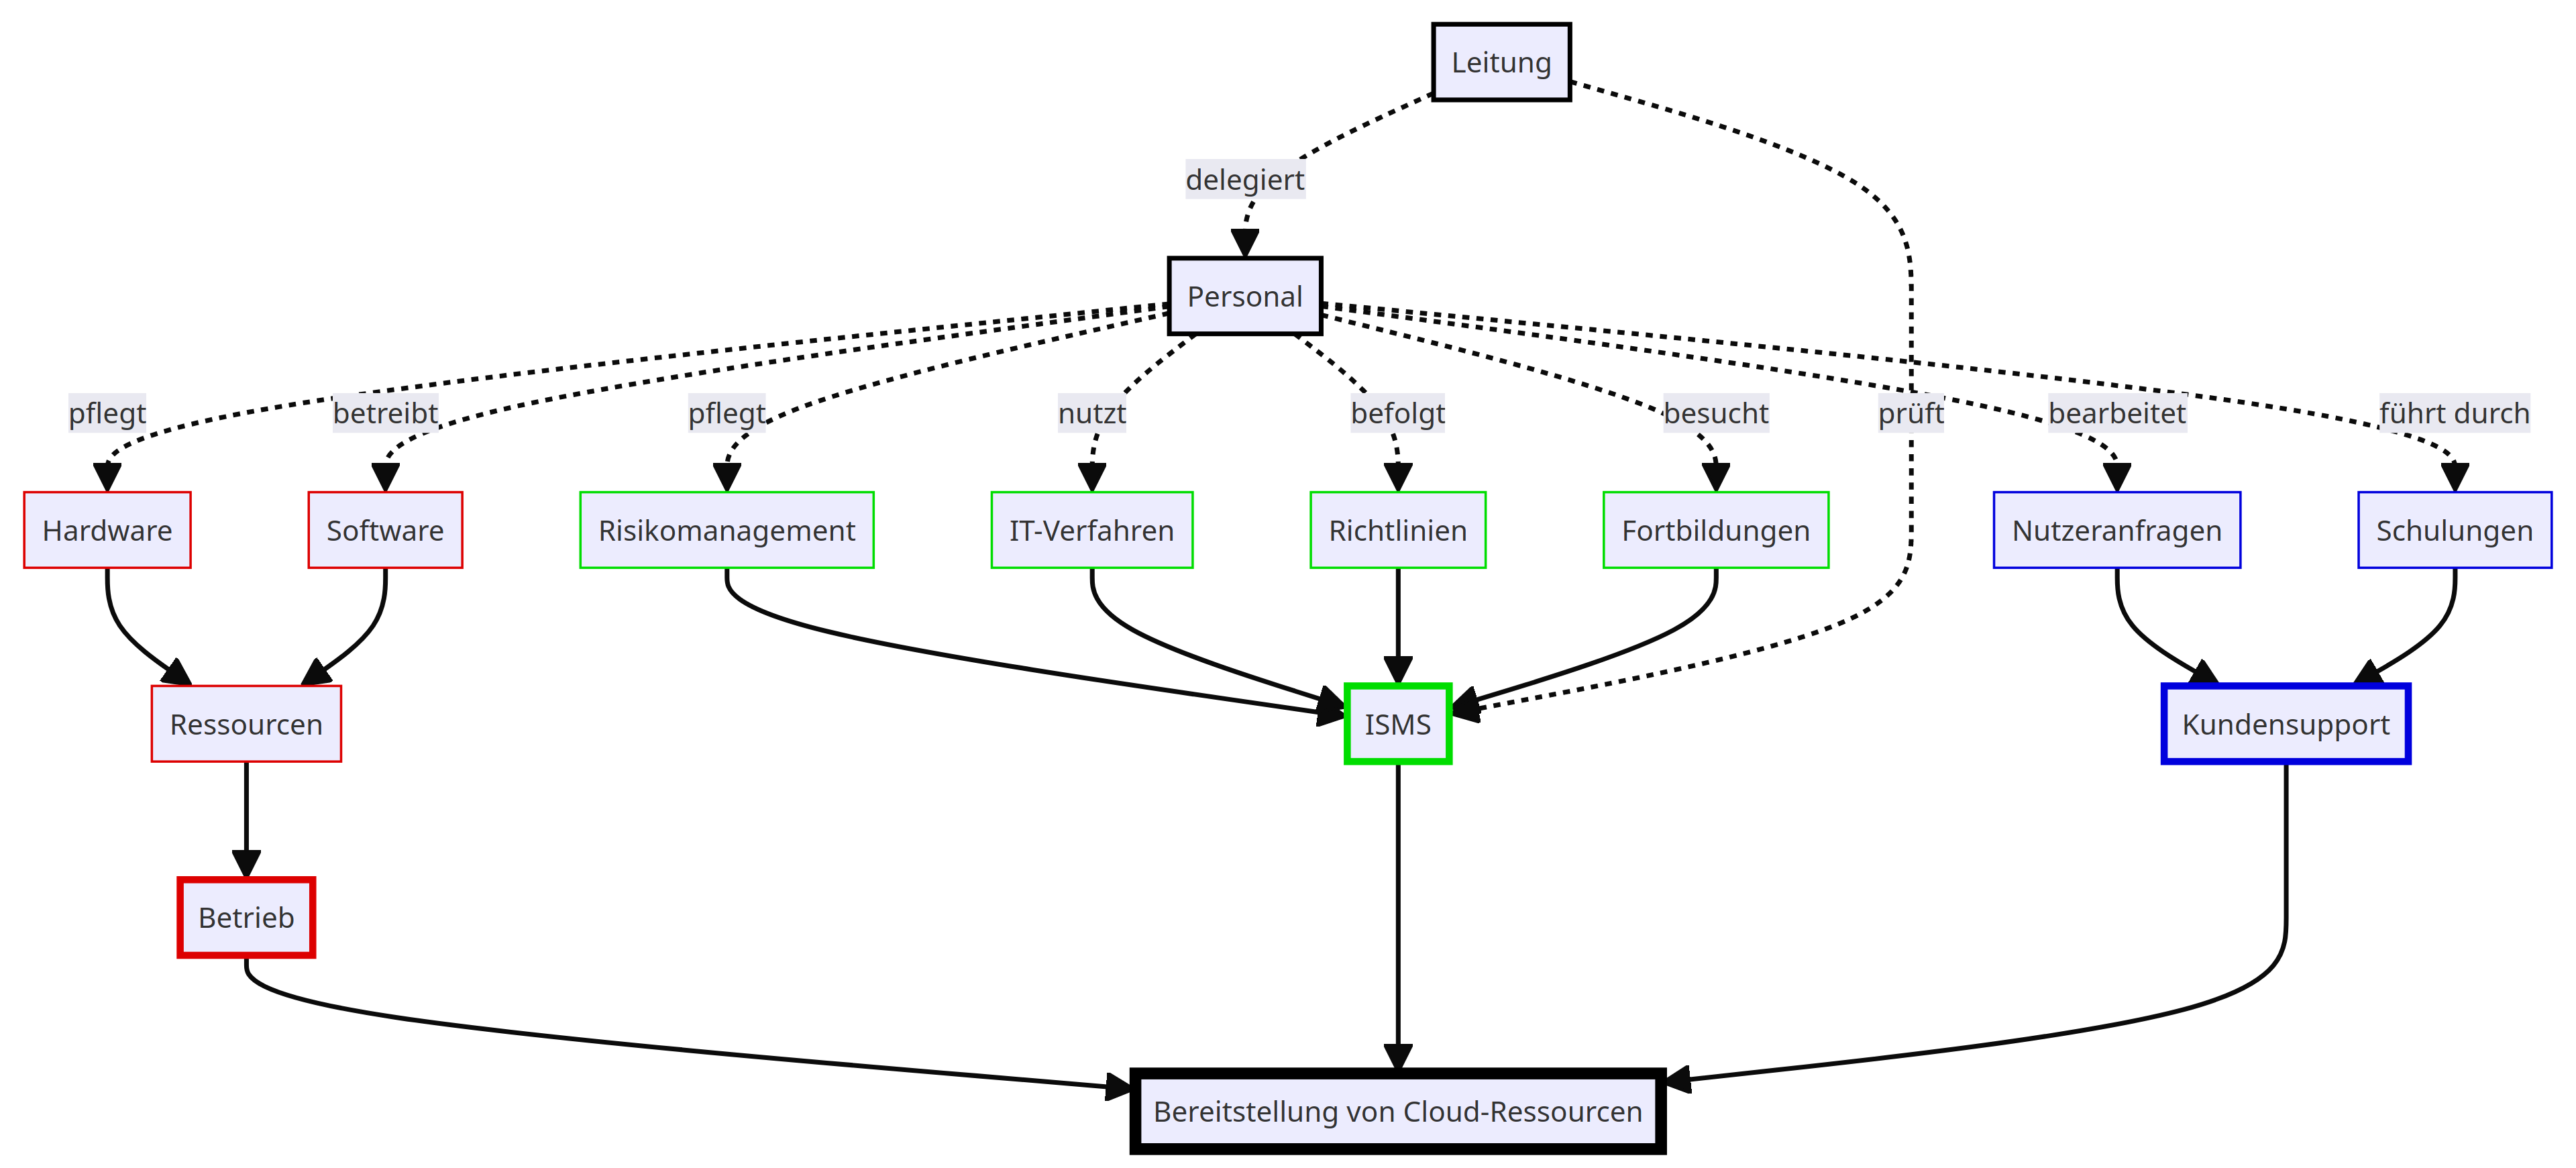 Leitung
delegiert
Personal
pflegt
betreibt
pflegt
nutzt
befolgt
besucht
prüft
bearbeitet
führt durch
Hardware
Software
Risikomanagement
IT-Verfahren
Richtlinien
Fortbildungen
Nutzeranfragen
Schulungen
Ressourcen
ISMS
Kundensupport
Betrieb
Bereitstellung von Cloud-Ressourcen